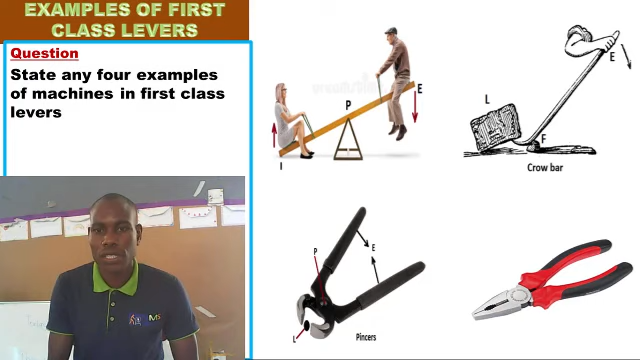 EXAMPLES OF FIRST
CLASS LEVERS
Question
State any four examples
of machines in first class
levers
P
E
I
E
L
F
Crow bar
P
E
L
Pincers